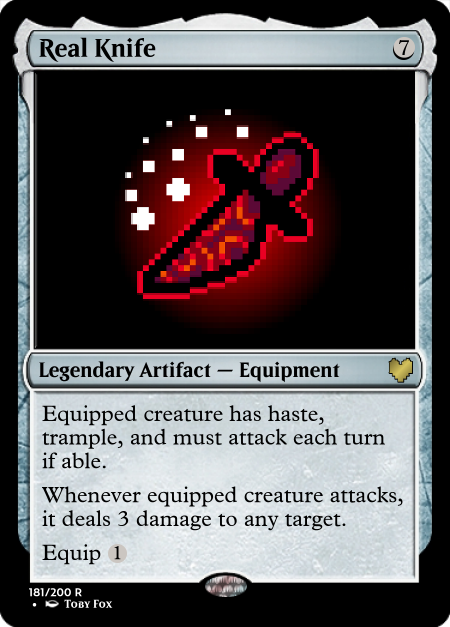 Real Knife 7
Legendary Artifact — Equipment
Equipped creature has haste,
trample, and must attack each turn
if able.
Whenever equipped creature attacks,
it deals 3 damage to any target.
Equip 1
181/200 R
• Toby Fox